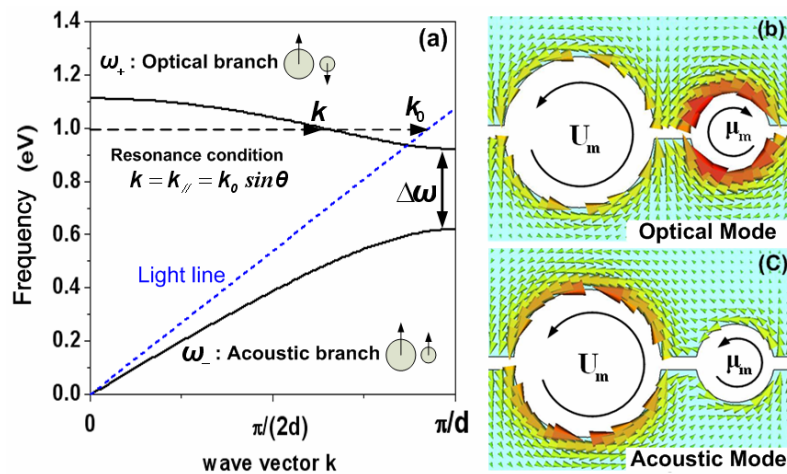 (a)
ω₊ : Optical branch
k
k₀
Resonance condition
k = k∥ = k₀ sinθ
Δω
Light line
ω₋ : Acoustic branch
Frequency (eV)
1.4
1.2
1.0
0.8
0.6
0.4
0.2
0.0
0
π/(2d)
π/d
wave vector k
(b)
Uₘ
μₘ
Optical Mode
(C)
Uₘ
μₘ
Acoustic Mode